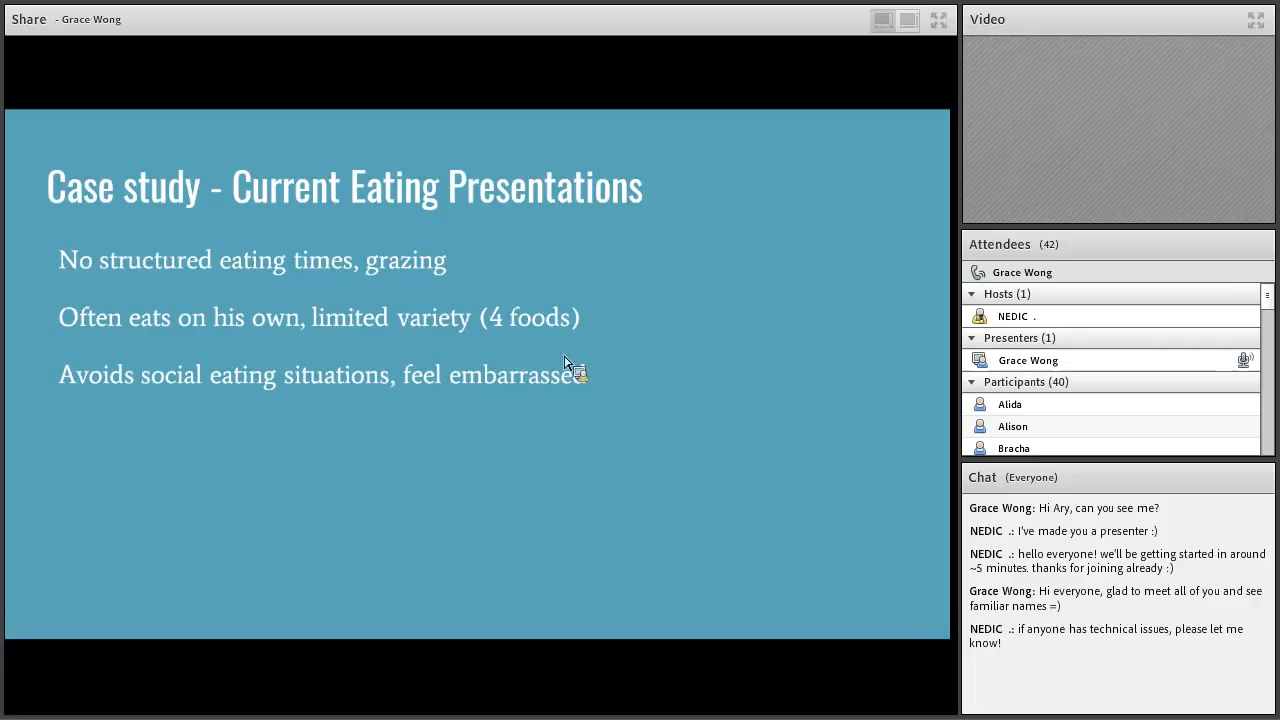 Share - Grace Wong
Case study - Current Eating Presentations
No structured eating times, grazing
Often eats on his own, limited variety (4 foods)
Avoids social eating situations, feel embarrassed
Video
Attendees (42)
Grace Wong
Hosts (1)
NEDIC .
Presenters (1)
Grace Wong
Participants (40)
Alida
Alison
Bracha
Chat (Everyone)
Grace Wong: Hi Ary, can you see me?
NEDIC .: I've made you a presenter :)
NEDIC .: hello everyone! we'll be getting started in around
~5 minutes. thanks for joining already :)
Grace Wong: Hi everyone, glad to meet all of you and see
familiar names =)
NEDIC .: if anyone has technical issues, please let me
know!